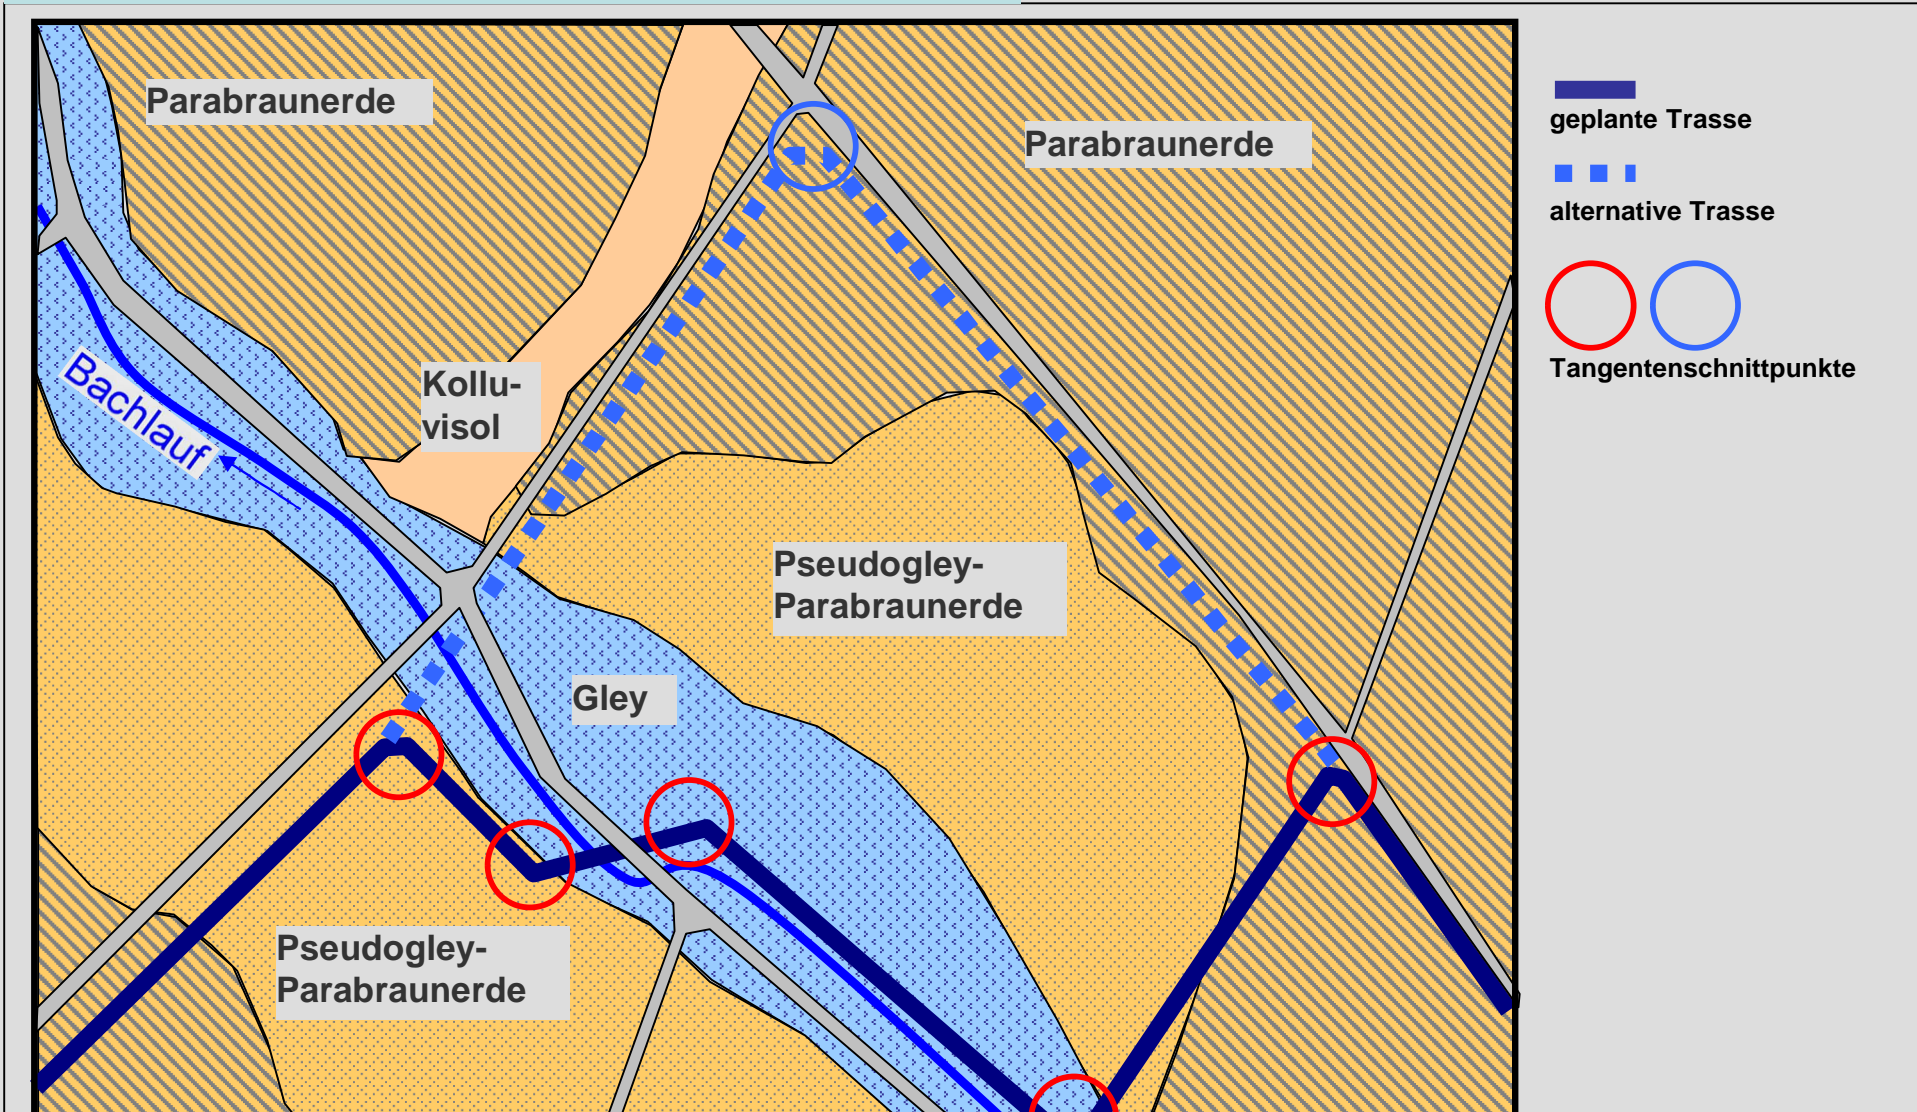 Parabraunerde
Parabraunerde
geplante Trasse
alternative Trasse
Tangentenschnittpunkte
Bachlauf
Kollu-
visol
Pseudogley-
Parabraunerde
Gley
Pseudogley-
Parabraunerde